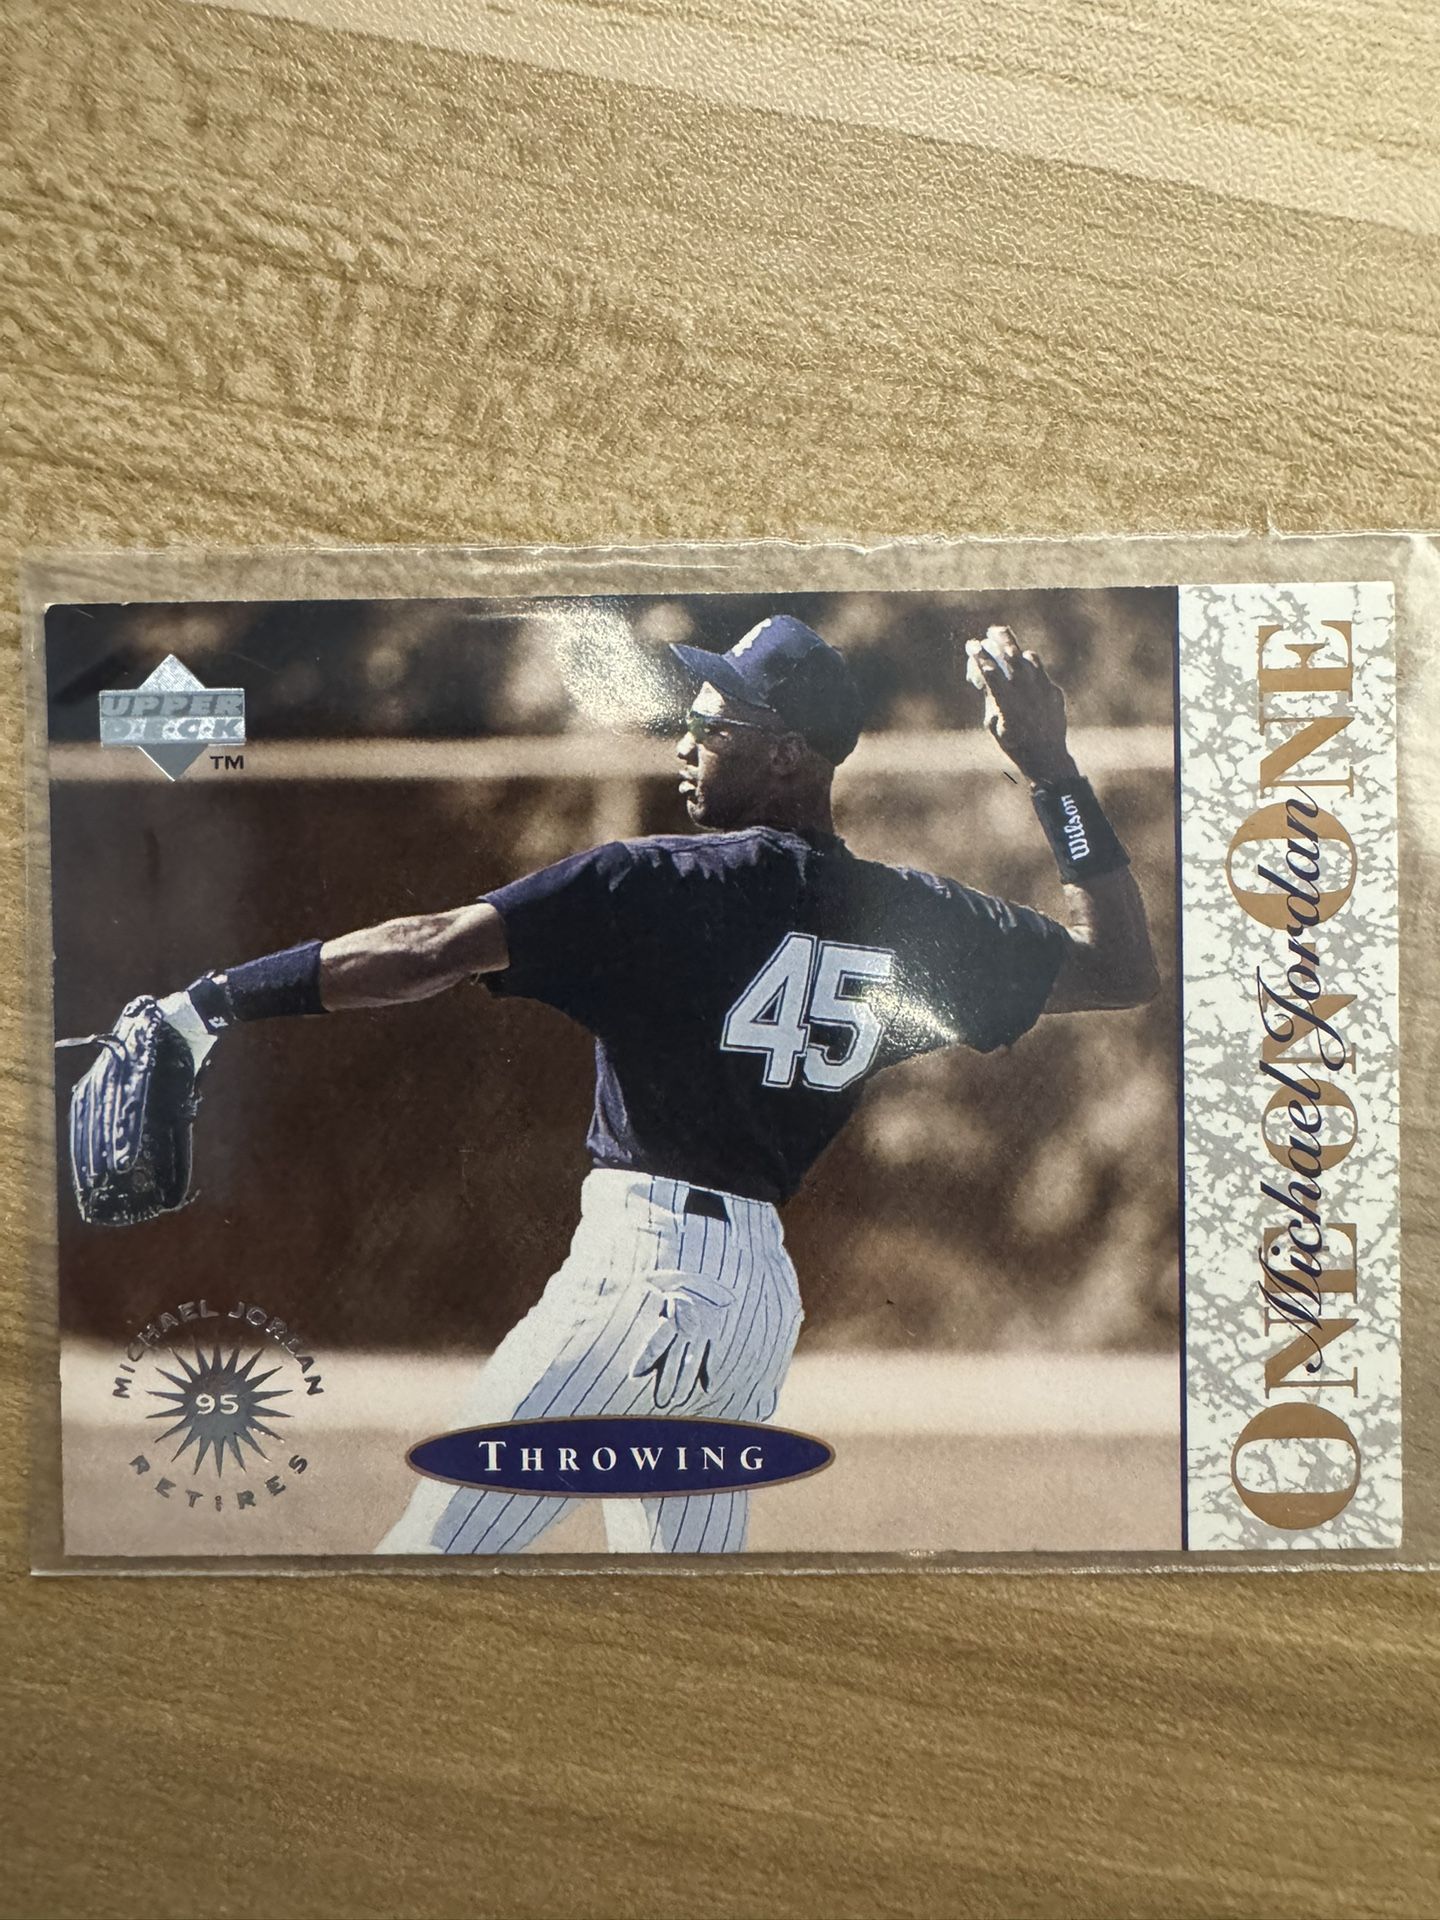 UPPER
DECK
TM
Wilson
45
MICHAEL JORDAN
95
RETIRES
THROWING
ONE ON ONE
Michael Jordan